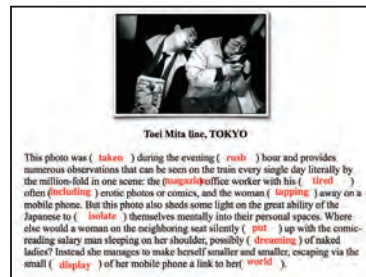 Toei Mita line, TOKYO
This photo was ( taken ) during the evening ( rush ) hour and provides
numerous observations that can be seen on the train every single day literally by
the million-fold in one scene: the (magazine)office worker with his ( tired )
often (including ) erotic photos or comics, and the woman ( tapping ) away on a
mobile phone. But this photo also sheds some light on the great ability of the
Japanese to ( isolate ) themselves mentally into their personal spaces. Where
else would a woman on the neighboring seat silently ( put ) up with the comic-
reading salary man sleeping on her shoulder, possibly ( dreaming ) of naked
ladies? Instead she manages to make herself smaller and smaller, escaping via the
small ( display ) of her mobile phone a link to her( world ).